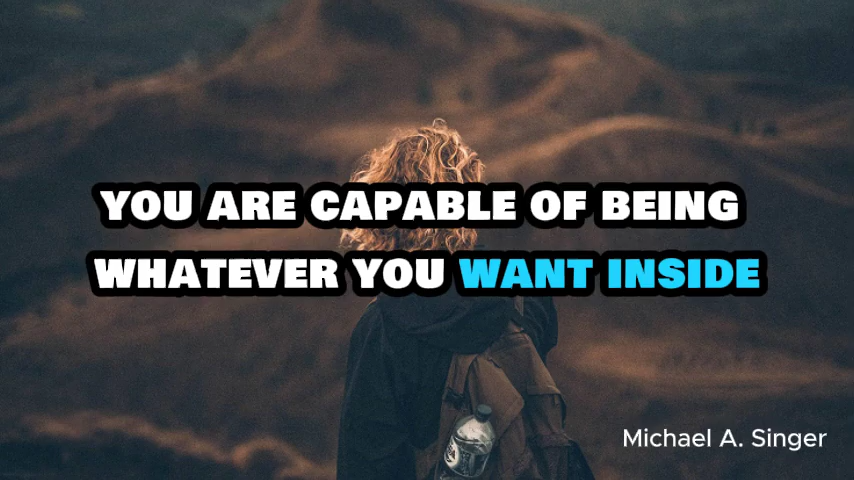 YOU ARE CAPABLE OF BEING
WHATEVER YOU WANT INSIDE
Michael A. Singer